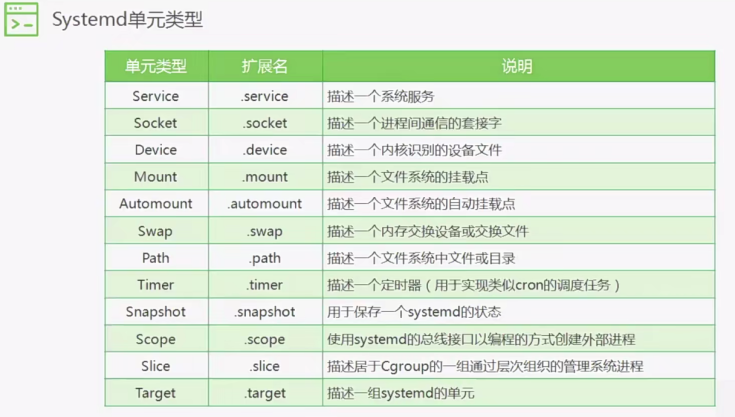 Systemd单元类型
单元类型 扩展名 说明
Service .service 描述一个系统服务
Socket .socket 描述一个进程间通信的套接字
Device .device 描述一个内核识别的设备文件
Mount .mount 描述一个文件系统的挂载点
Automount .automount 描述一个文件系统的自动挂载点
Swap .swap 描述一个内存交换设备或交换文件
Path .path 描述一个文件系统中文件或目录
Timer .timer 描述一个定时器（用于实现类似cron的调度任务）
Snapshot .snapshot 用于保存一个systemd的状态
Scope .scope 使用systemd的总线接口以编程的方式创建外部进程
Slice .slice 描述居于Cgroup的一组通过层次组织的管理系统进程
Target .target 描述一组systemd的单元